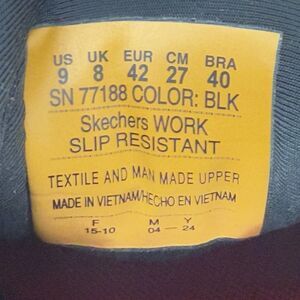 US UK EUR CM BRA
9 8 42 27 40
SN 77188 COLOR: BLK
Skechers WORK
SLIP RESISTANT
TEXTILE AND MAN MADE UPPER
MADE IN VIETNAM/HECHO EN VIETNAM
F M Y
15-10 04 — 24